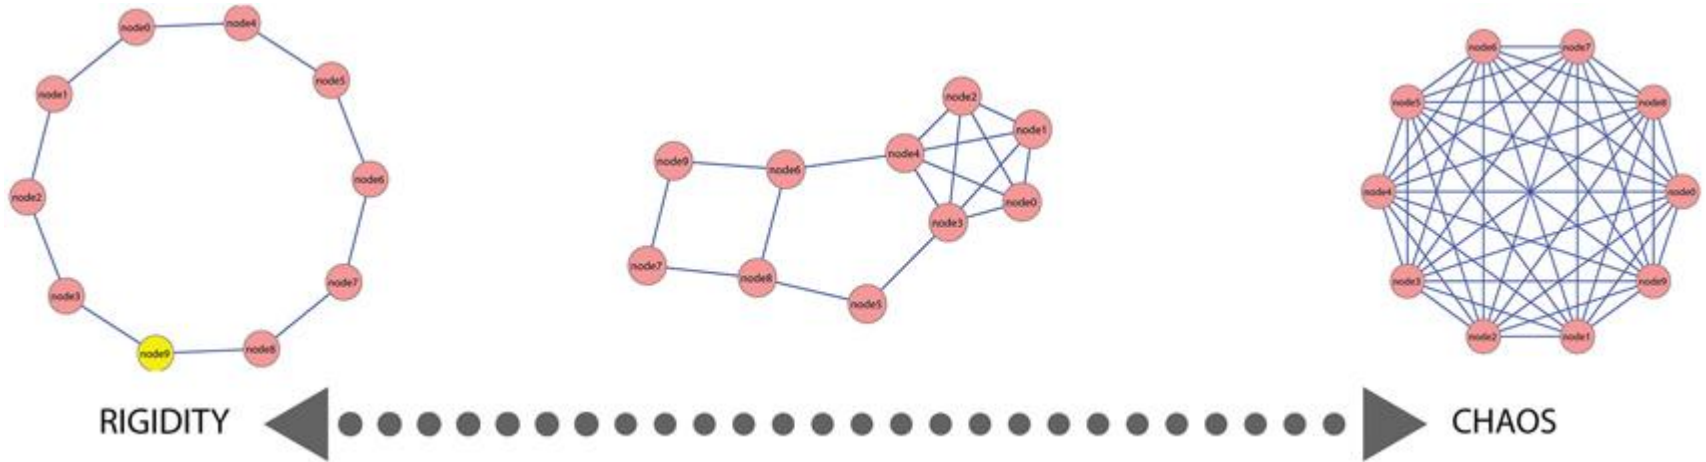 node0
node4
node1
node5
node2
node6
node3
node7
node9
node8
node2
node1
node4
node9
node6
node0
node3
node7
node8
node5
node6
node7
node5
node8
node4
node0
node3
node9
node2
node1
RIGIDITY
CHAOS